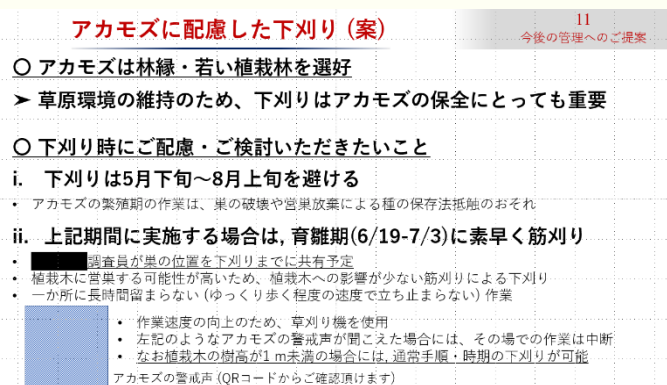 アカモズに配慮した下刈り (案)
11
今後の管理へのご提案
〇 アカモズは林縁・若い植栽林を選好
➤ 草原環境の維持のため、下刈りはアカモズの保全にとっても重要
〇 下刈り時にご配慮・ご検討いただきたいこと
i. 下刈りは5月下旬～8月上旬を避ける
• アカモズの繁殖期の作業は、巣の破壊や営巣放棄による種の保存法抵触のおそれ
ii. 上記期間に実施する場合は, 育雛期(6/19-7/3)に素早く筋刈り
• 調査員が巣の位置を下刈りまでに共有予定
• 植栽木に営巣する可能性が高いため、植栽木への影響が少ない筋刈りによる下刈り
• 一か所に長時間留まらない (ゆっくり歩く程度の速度で立ち止まらない) 作業
• 作業速度の向上のため、草刈り機を使用
• 左記のようなアカモズの警戒声が聞こえた場合には、その場での作業は中断
• なお植栽木の樹高が1 m未満の場合には, 通常手順・時期の下刈りが可能
アカモズの警戒声 (QRコードからご確認頂けます)